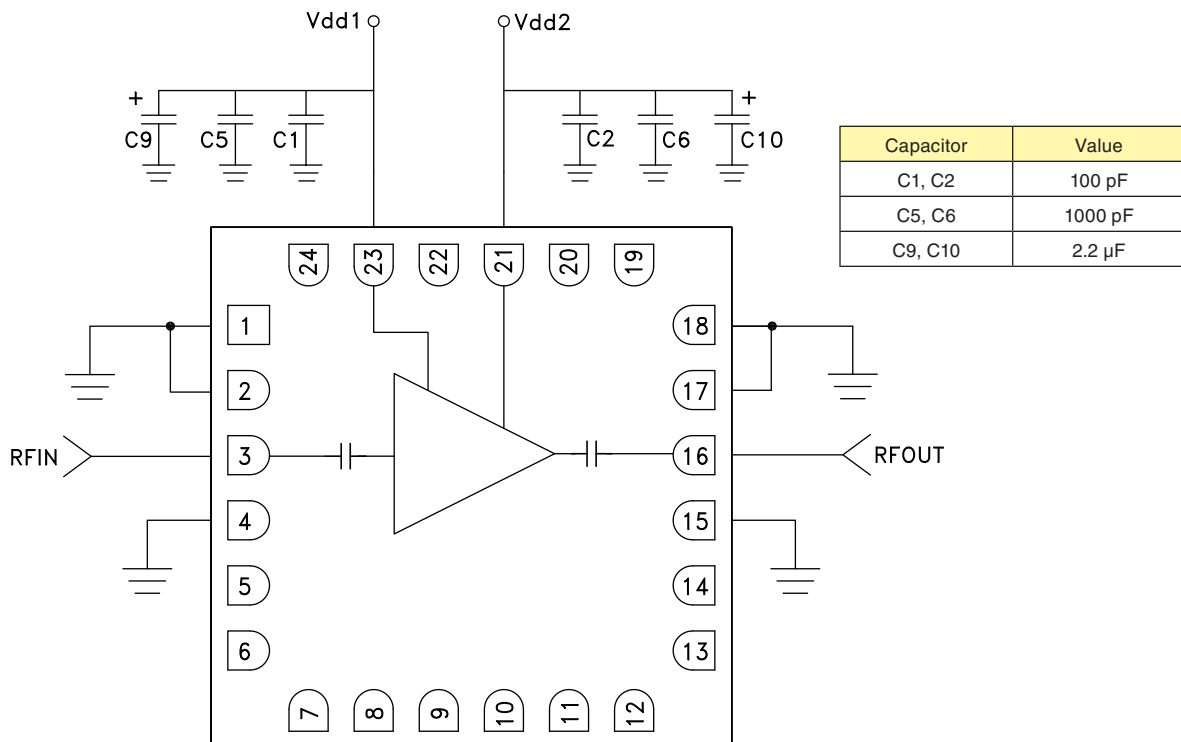 Vdd1 Vdd2
+ +
C9 C5 C1 C2 C6 C10
Capacitor Value
C1, C2 100 pF
C5, C6 1000 pF
C9, C10 2.2 µF
24 23 22 21 20 19
1 18
2 17
RFIN 3 16 RFOUT
4 15
5 14
6 13
7 8 9 10 11 12